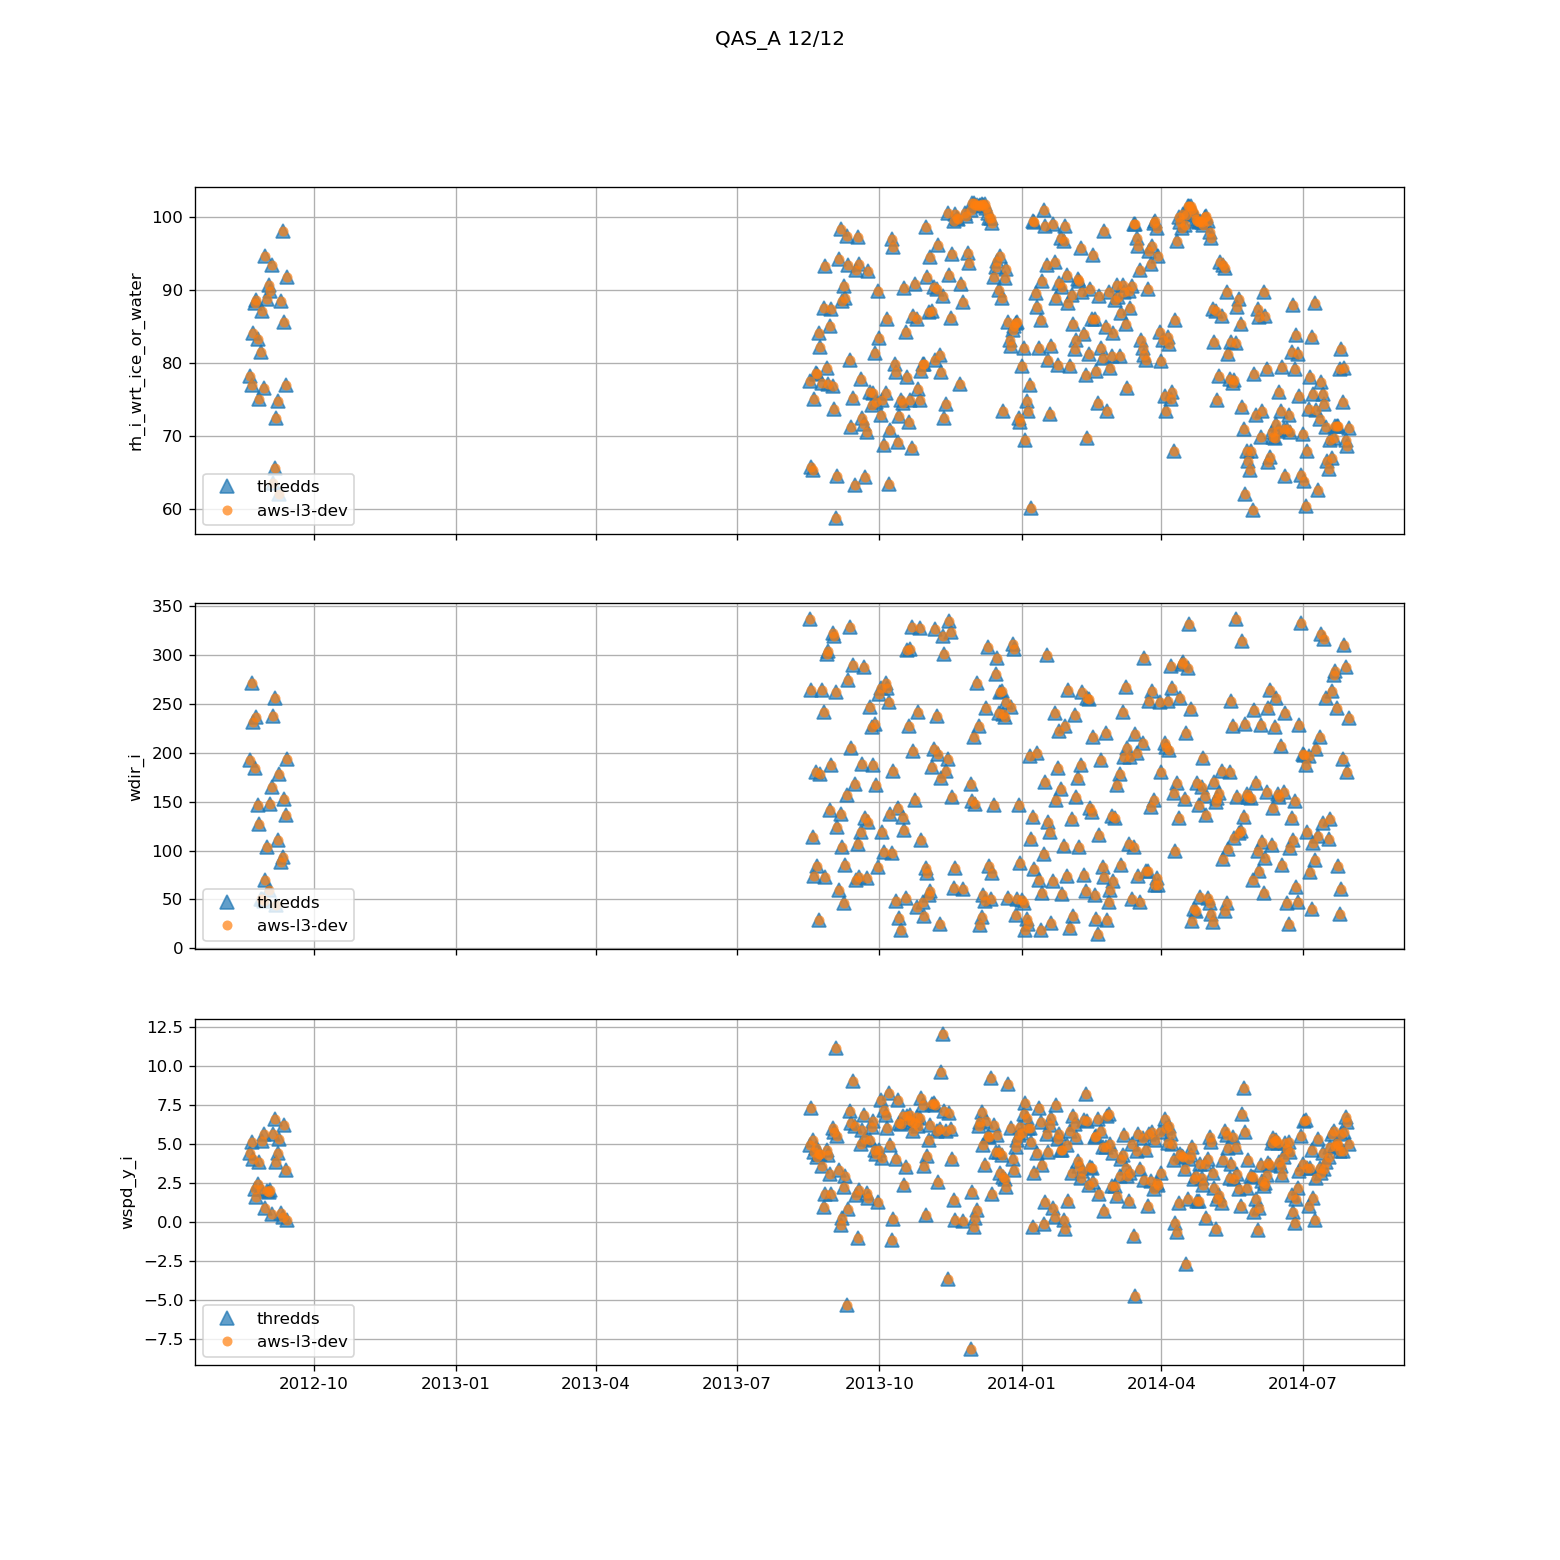 QAS_A 12/12
rh_i_wrt_ice_or_water
100
90
80
70
60
thredds
aws-l3-dev
wdir_i
350
300
250
200
150
100
50
0
thredds
aws-l3-dev
wspd_y_i
12.5
10.0
7.5
5.0
2.5
0.0
−2.5
−5.0
−7.5
thredds
aws-l3-dev
2012-10 2013-01 2013-04 2013-07 2013-10 2014-01 2014-04 2014-07